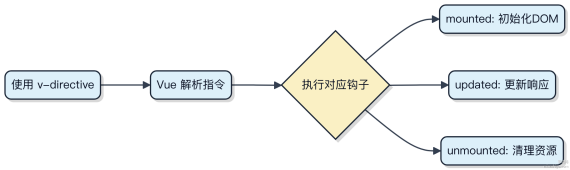 mounted: 初始化DOM
使用 v-directive
Vue 解析指令
执行对应钩子
updated: 更新响应
unmounted: 清理资源